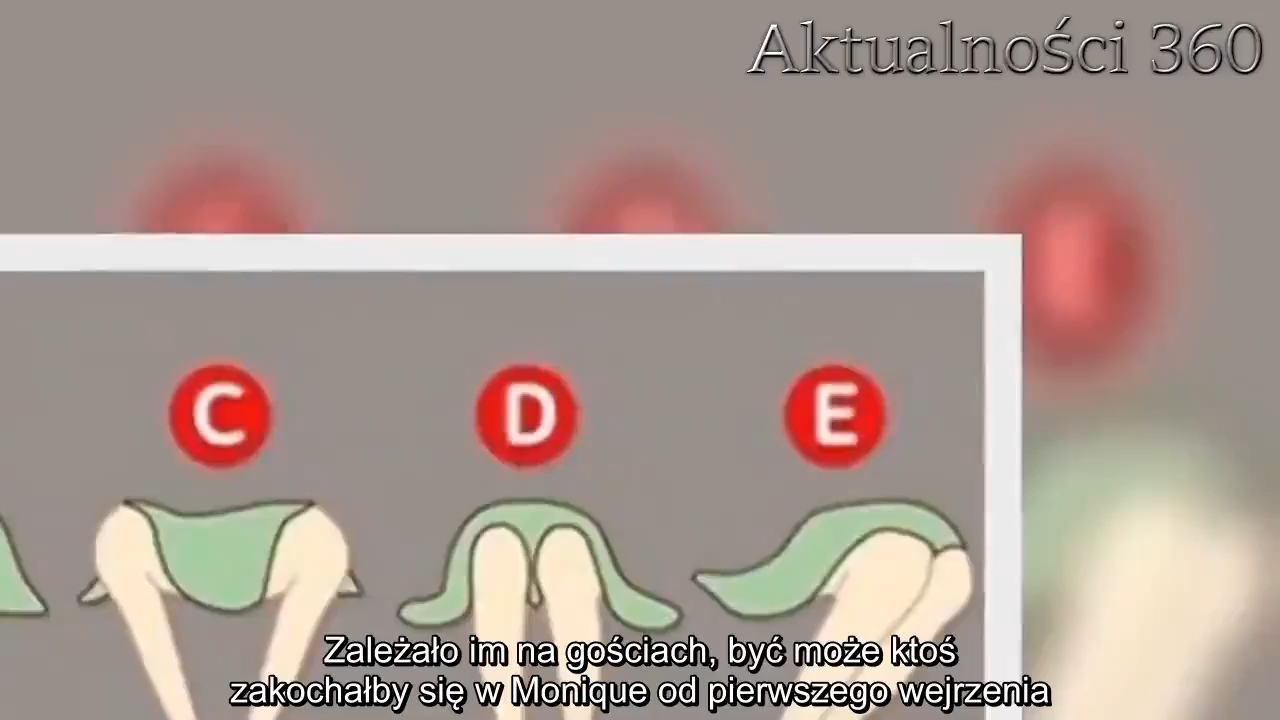 Aktualności 360
C D E
Zależało im na gościach, być może ktoś
zakochałby się w Monique od pierwszego wejrzenia